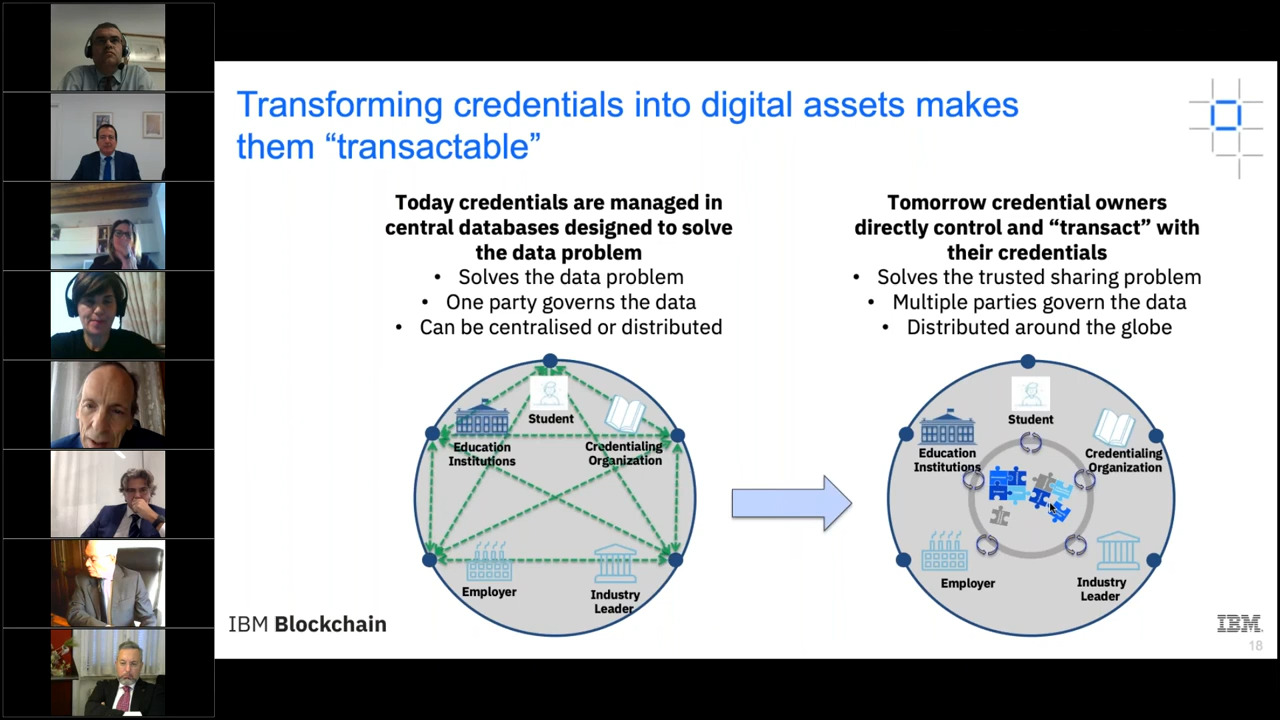 Transforming credentials into digital assets makes
them “transactable”
Today credentials are managed in
central databases designed to solve
the data problem
• Solves the data problem
• One party governs the data
• Can be centralised or distributed
Student
Education
Institutions
Credentialing
Organization
Employer
Industry
Leader
Tomorrow credential owners
directly control and “transact” with
their credentials
• Solves the trusted sharing problem
• Multiple parties govern the data
• Distributed around the globe
Student
Education
Institutions
Credentialing
Organization
Employer
Industry
Leader
IBM Blockchain
IBM
18